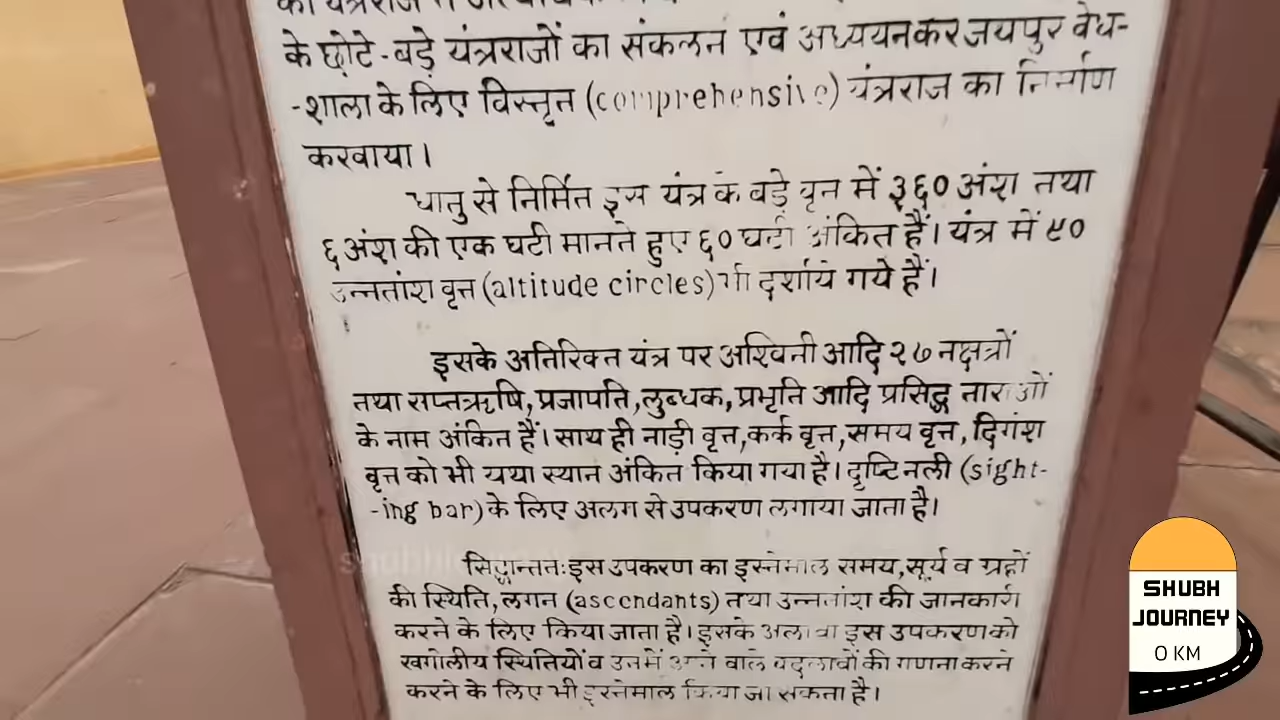 के छोटे-बड़े यंत्रराजों का संकलन एवं अध्ययनकर जयपुर वेध-
-शाला के लिए विस्तृत (comprehensive) यंत्रराज का निर्माण
करवाया।
धातु से निर्मित इस यंत्र के बड़े वृत में ३६० अंश तथा
६ अंश की एक घटी मानते हुए ६० घटी अंकित हैं। यंत्र में ९०
उन्नतांश वृत्त (altitude circles) भी दर्शाये गये हैं।
इसके अतिरिक्त यंत्र पर अश्विनी आदि २७ नक्षत्रों
तथा सप्तऋषि, प्रजापति, लुब्धक, प्रभृति आदि प्रसिद्ध ताराओं
के नाम अंकित हैं। साथ ही नाड़ी वृत्त, कर्क वृत्त, समय वृत्त, दिगंश
वृत्त को भी यथा स्थान अंकित किया गया है। दृष्टि नली (sight-
-ing bar) के लिए अलग से उपकरण लगाया जाता है।
सिद्धान्ततः इस उपकरण का इस्तेमाल समय, सूर्य व ग्रहों
की स्थिति, लगन (ascendants) तथा उन्नतांश की जानकारी
करने के लिए किया जाता है। इसके अलावा इस उपकरण को
खगोलीय स्थितियों व उनमें आने वाले बदलावों की गणना करने
करने के लिए भी इस्तेमाल किया जा सकता है।
SHUBH
JOURNEY
0 KM